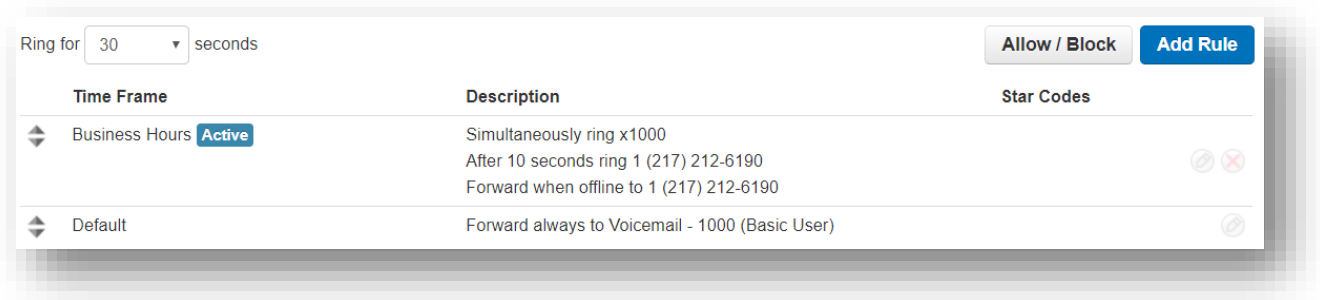 Ring for 30 seconds Allow / Block Add Rule
Time Frame Description Star Codes
Business Hours Active Simultaneously ring x1000
After 10 seconds ring 1 (217) 212-6190
Forward when offline to 1 (217) 212-6190
Default Forward always to Voicemail - 1000 (Basic User)